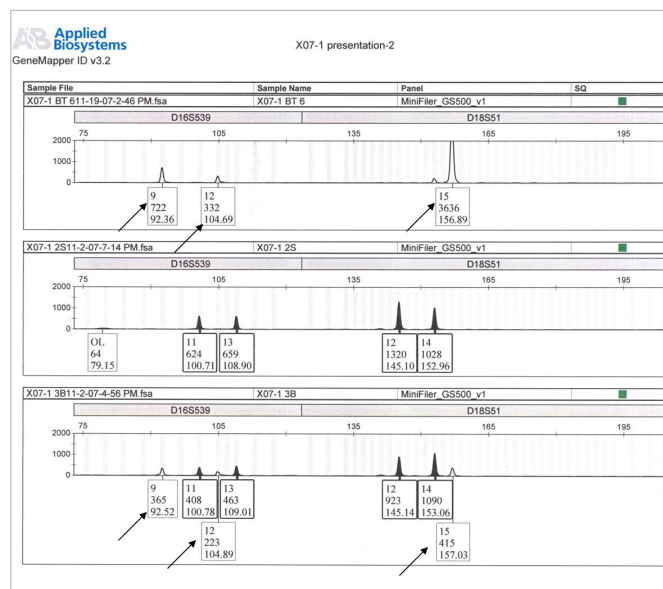 AB Applied
Biosystems
X07-1 presentation-2
GeneMapper ID v3.2
Sample File Sample Name Panel SQ
X07-1 BT 611-19-07-2-46 PM.fsa X07-1 BT 6 MiniFiler_GS500_v1
D16S539 D18S51
75 105 135 165 195
2000
1000
0
9 12 15
722 332 3636
92.36 104.69 156.89
X07-1 2S11-2-07-7-14 PM.fsa X07-1 2S MiniFiler_GS500_v1
D16S539 D18S51
75 105 135 165 195
2000
1000
0
OL 11 13 12 14
64 624 659 1320 1028
79.15 100.71 108.90 145.10 152.96
X07-1 3B11-2-07-4-56 PM.fsa X07-1 3B MiniFiler_GS500_v1
D16S539 D18S51
75 105 135 165 195
2000
1000
0
9 11 13 12 14
365 408 463 923 1090
92.52 100.78 109.01 145.14 153.06
12 15
223 415
104.89 157.03